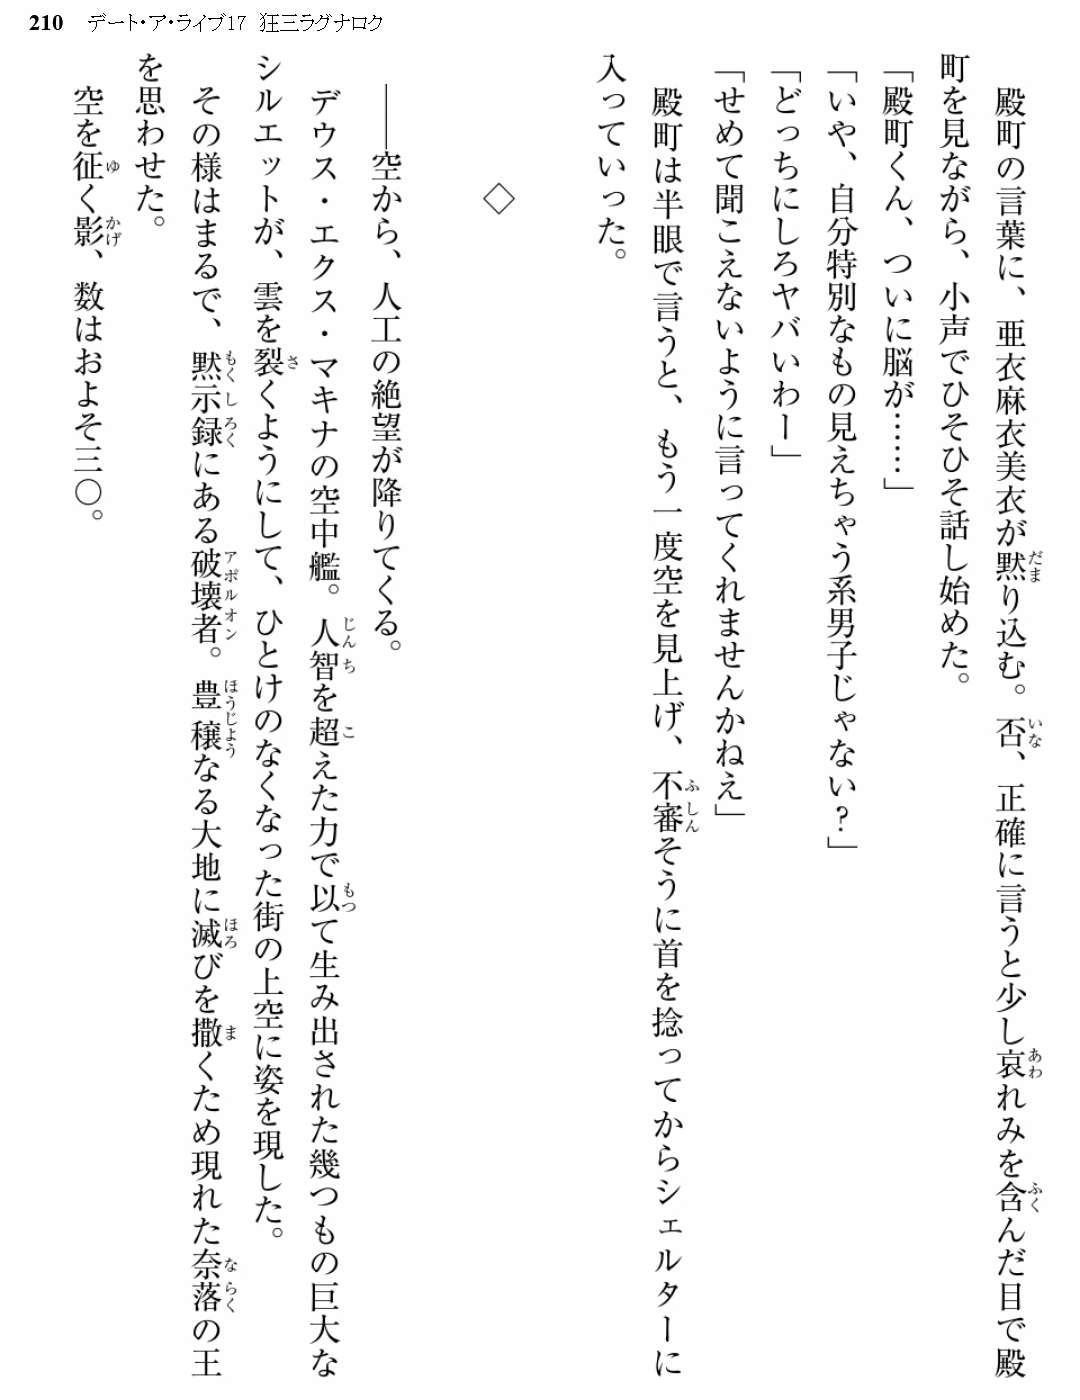 210 デート・ア・ライブ17 狂三ラグナロク
殿町の言葉に、亜衣麻衣美衣が黙り込む。否、正確に言うと少し哀れみを含んだ目で殿
町を見ながら、小声でひそひそ話し始めた。
「殿町くん、ついに脳が……」
「いや、自分特別なもの見えちゃう系男子じゃない？」
「どっちにしろヤバいわー」
「せめて聞こえないように言ってくれませんかねえ」
殿町は半眼で言うと、もう一度空を見上げ、不審そうに首を捻ってからシェルターに
入っていった。
◇
――空から、人工の絶望が降りてくる。
デウス・エクス・マキナの空中艦。人智を超えた力で以て生み出された幾つもの巨大な
シルエットが、雲を裂くようにして、ひとけのなくなった街の上空に姿を現した。
その様はまるで、黙示録にある破壊者。豊穣なる大地に滅びを撒くため現れた奈落の王
を思わせた。
空を征く影、数はおよそ三〇。